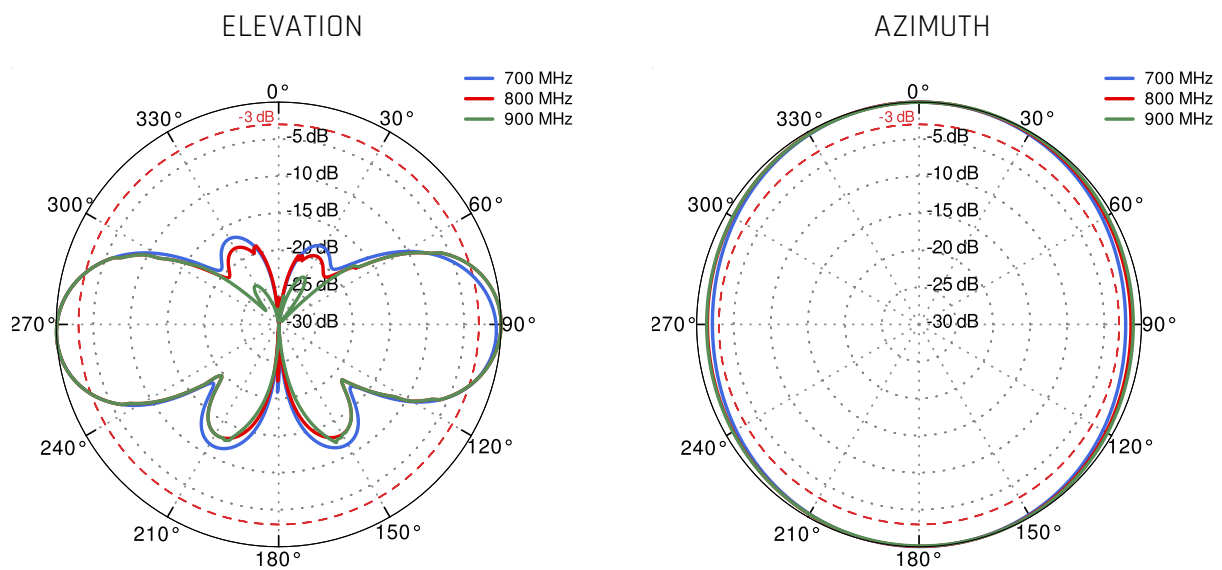 ELEVATION
700 MHz
800 MHz
900 MHz
0°
30°
60°
90°
120°
150°
180°
210°
240°
270°
300°
330°
-3 dB
-5 dB
-10 dB
-15 dB
-20 dB
-25 dB
-30 dB
AZIMUTH
700 MHz
800 MHz
900 MHz
0°
30°
60°
90°
120°
150°
180°
210°
240°
270°
300°
330°
-3 dB
-5 dB
-10 dB
-15 dB
-20 dB
-25 dB
-30 dB